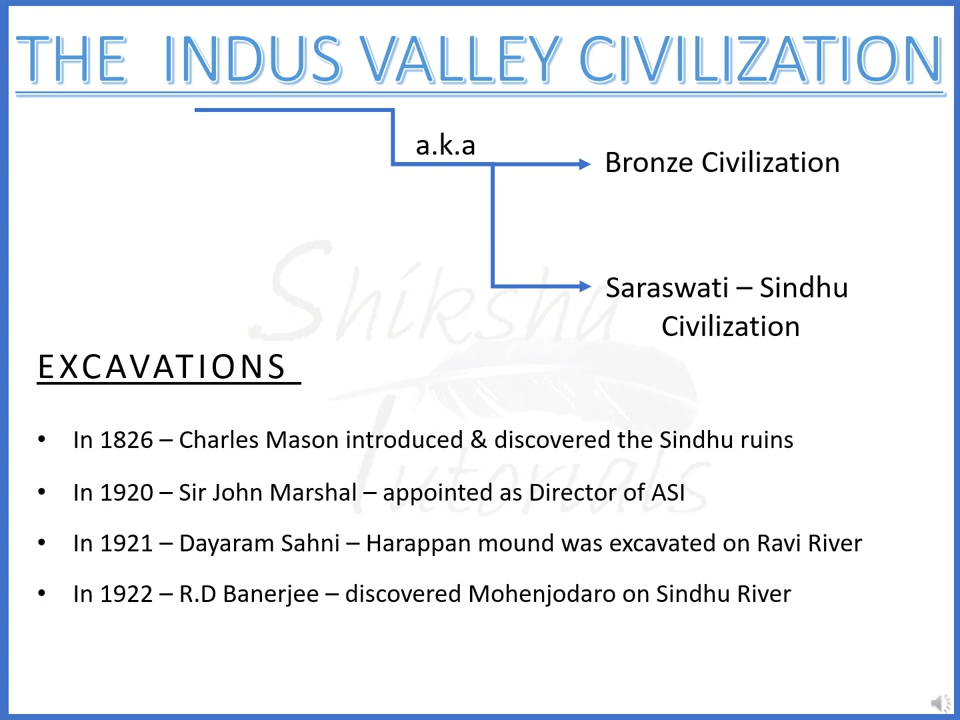 THE INDUS VALLEY CIVILIZATION
a.k.a
Bronze Civilization
Saraswati – Sindhu
Civilization
Shiksha
Tutorials
EXCAVATIONS
• In 1826 – Charles Mason introduced & discovered the Sindhu ruins
• In 1920 – Sir John Marshal – appointed as Director of ASI
• In 1921 – Dayaram Sahni – Harappan mound was excavated on Ravi River
• In 1922 – R.D Banerjee – discovered Mohenjodaro on Sindhu River